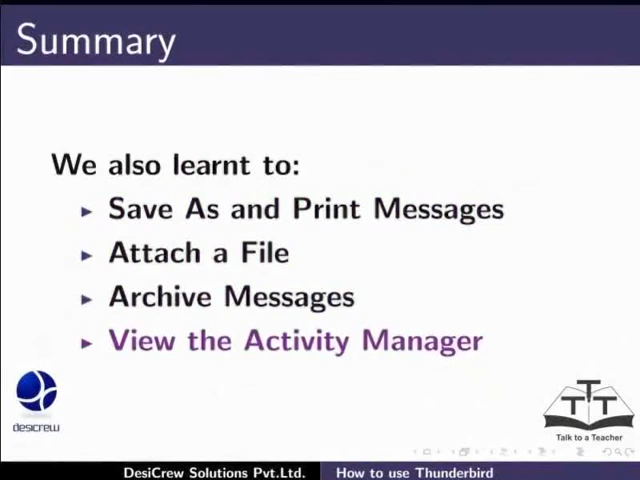 Summary
We also learnt to:
Save As and Print Messages
Attach a File
Archive Messages
View the Activity Manager
desicrew
TTT
Talk to a Teacher
DesiCrew Solutions Pvt.Ltd. How to use Thunderbird